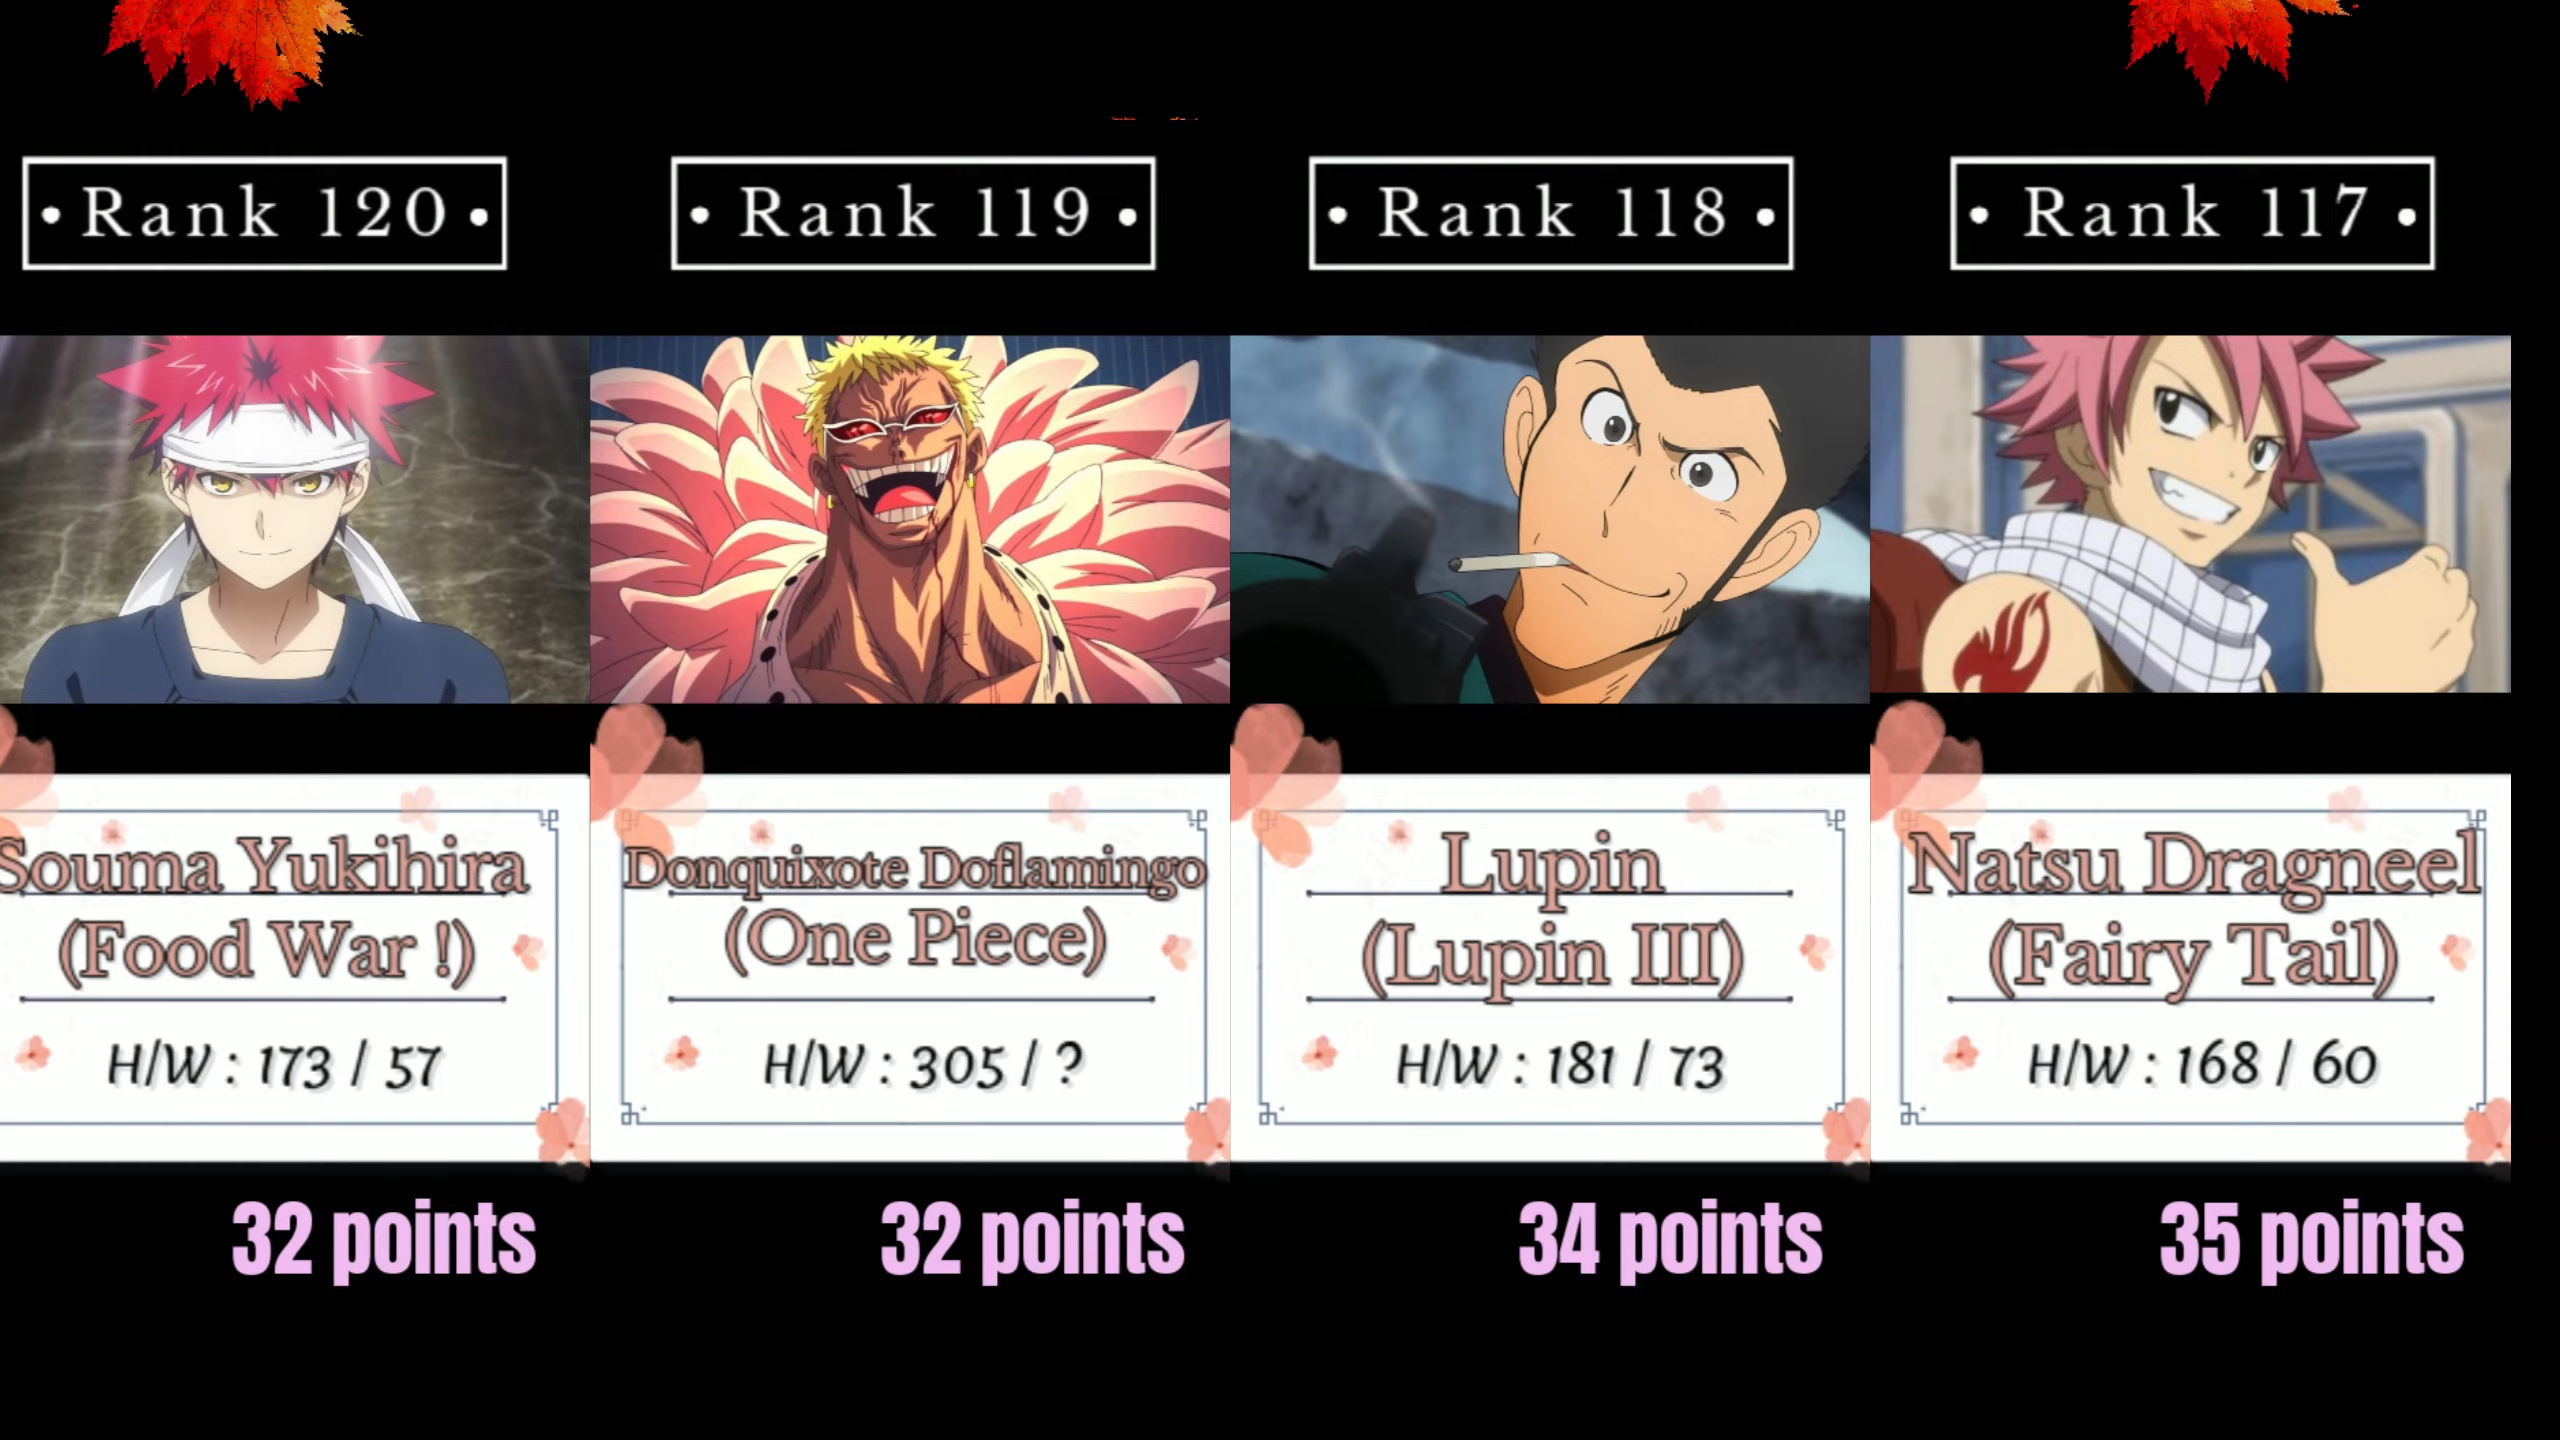 • Rank 120 •
• Rank 119 •
• Rank 118 •
• Rank 117 •
Souma Yukihira
(Food War !)
H/W : 173 / 57
32 points
Donquixote Doflamingo
(One Piece)
H/W : 305 / ?
32 points
Lupin
(Lupin III)
H/W : 181 / 73
34 points
Natsu Dragneel
(Fairy Tail)
H/W : 168 / 60
35 points